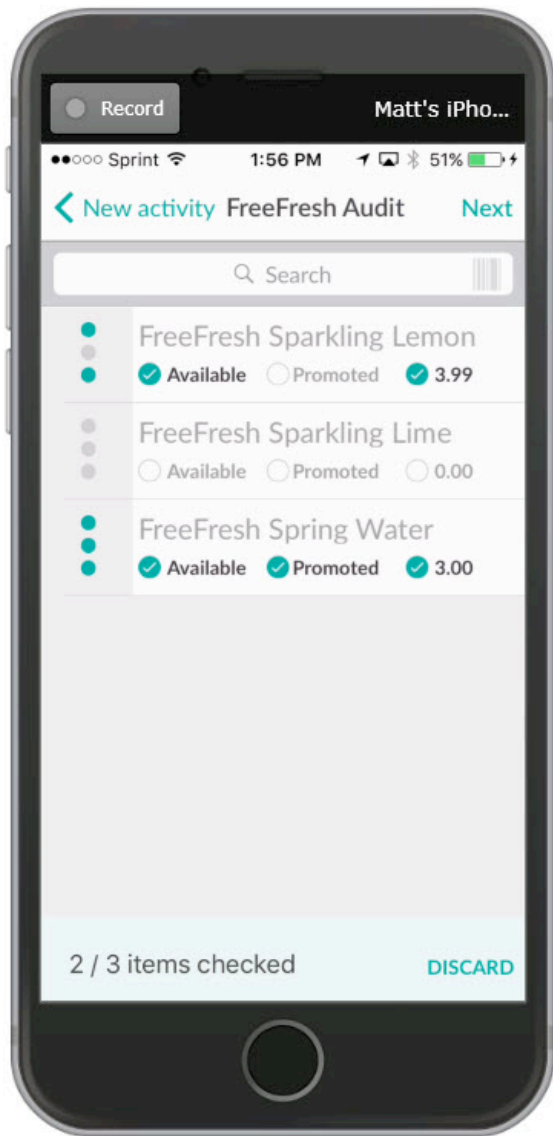 Record Matt's iPho...
Sprint 1:56 PM 51%
New activity FreeFresh Audit Next
Search
FreeFresh Sparkling Lemon
Available Promoted 3.99
FreeFresh Sparkling Lime
Available Promoted 0.00
FreeFresh Spring Water
Available Promoted 3.00
2 / 3 items checked DISCARD